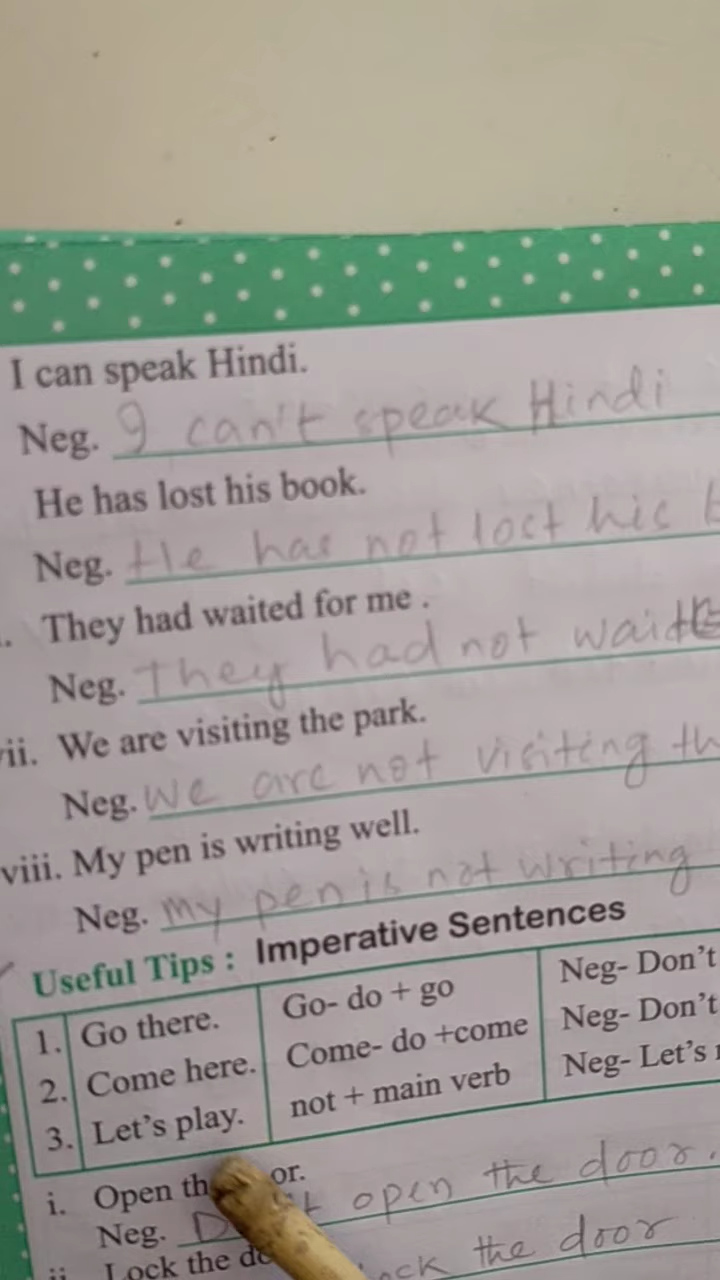 I can speak Hindi.
Neg. I can't speak Hindi
He has lost his book.
Neg. He has not lost his
. They had waited for me .
Neg. They had not
vii. We are visiting the park.
Neg. We are not visiting
viii. My pen is writing well.
Neg. my pen is not writing
Useful Tips : Imperative Sentences
1. Go there. Go- do + go Neg- Don't
2. Come here. Come- do +come Neg- Don't
3. Let's play. not + main verb Neg- Let's
i. Open or.
Neg. open the door.
ii Lock the the door